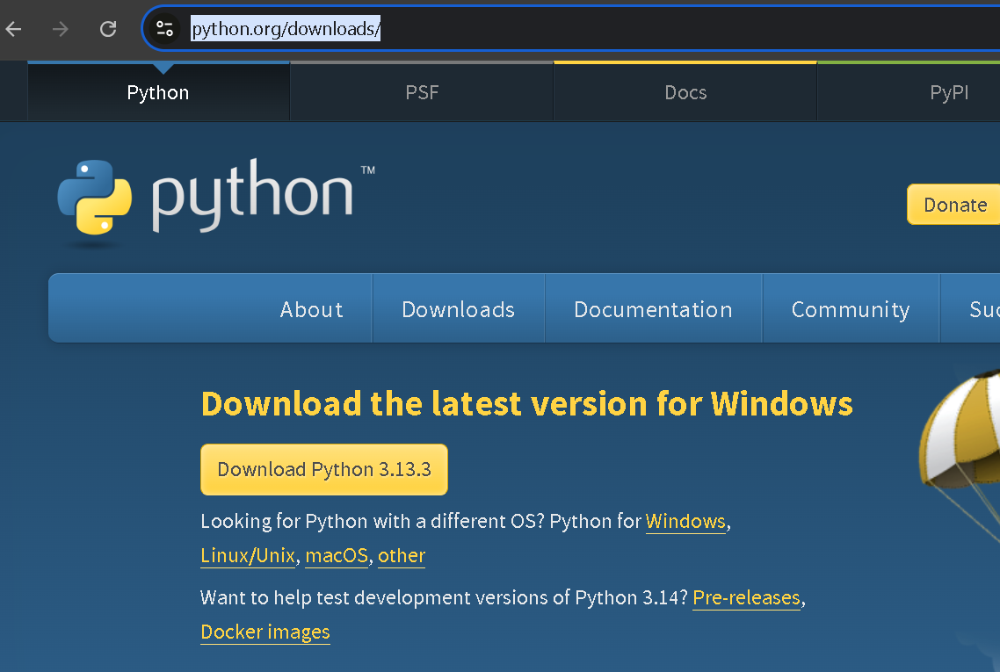 python.org/downloads/
Python PSF Docs PyPI
python™
Donate
About Downloads Documentation Community
Download the latest version for Windows
Download Python 3.13.3
Looking for Python with a different OS? Python for Windows,
Linux/Unix, macOS, other
Want to help test development versions of Python 3.14? Pre-releases,
Docker images